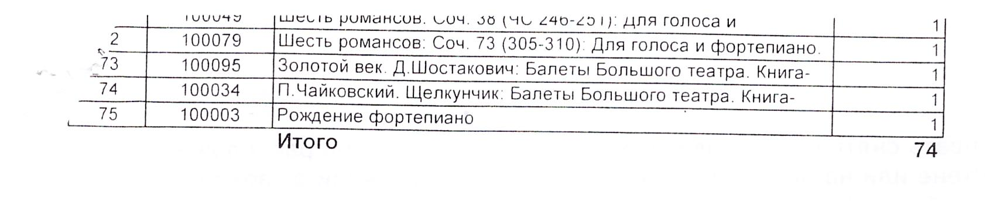 100049 Шесть романсов. Соч. 38 (ЧС 246-251): Для голоса и 1
2 100079 Шесть романсов: Соч. 73 (305-310): Для голоса и фортепиано. 1
73 100095 Золотой век. Д.Шостакович: Балеты Большого театра. Книга- 1
74 100034 П.Чайковский. Щелкунчик: Балеты Большого театра. Книга- 1
75 100003 Рождение фортепиано 1
Итого 74